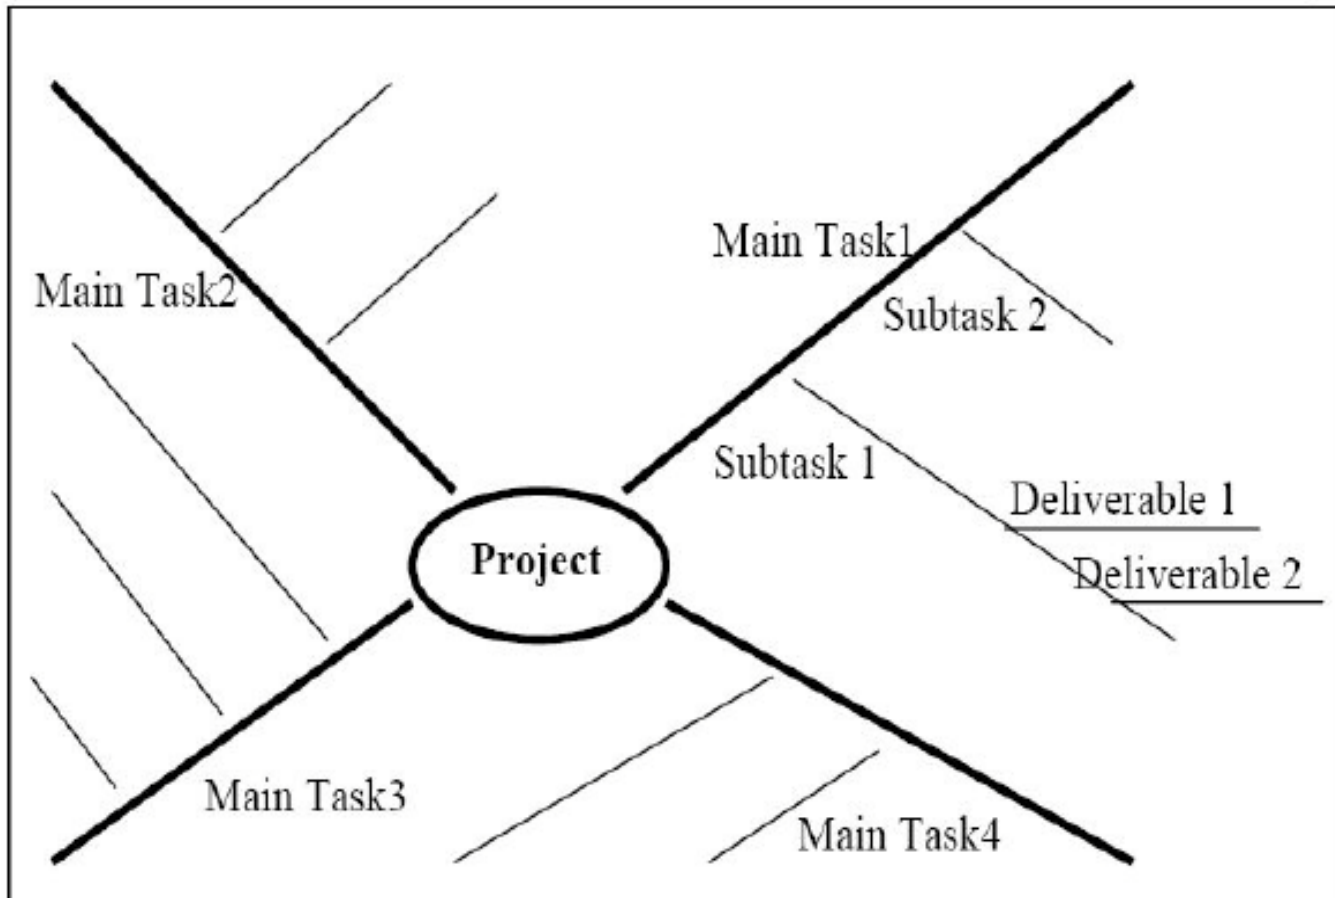 Main Task1
Main Task2
Subtask 2
Subtask 1
Deliverable 1
Project
Deliverable 2
Main Task3
Main Task4